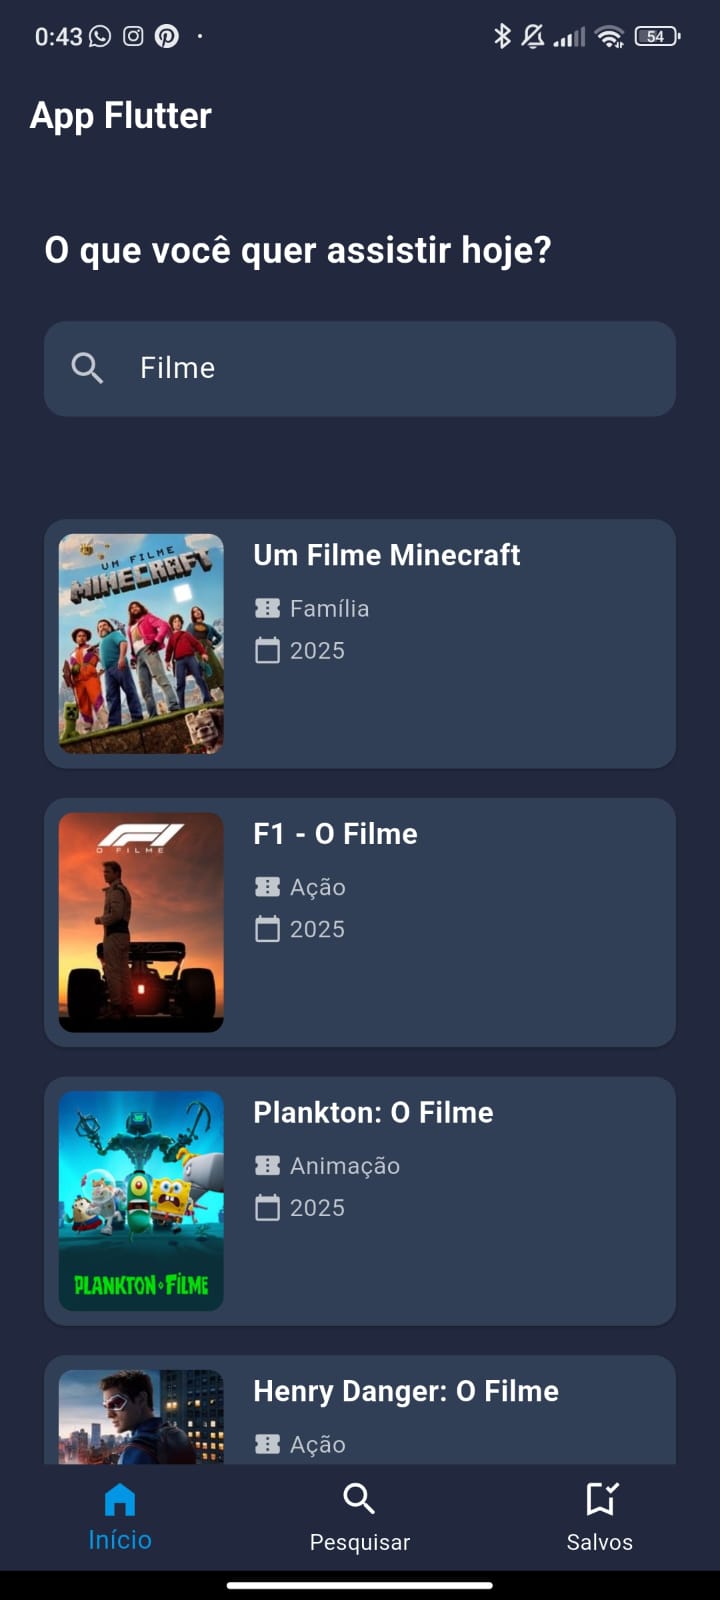 0:43
54
App Flutter
O que você quer assistir hoje?
Filme
UM FILME
MINECRAFT
Um Filme Minecraft
Família
2025
F1
O FILME
F1 - O Filme
Ação
2025
PLANKTON O FILME
Plankton: O Filme
Animação
2025
Henry Danger: O Filme
Ação
Início
Pesquisar
Salvos